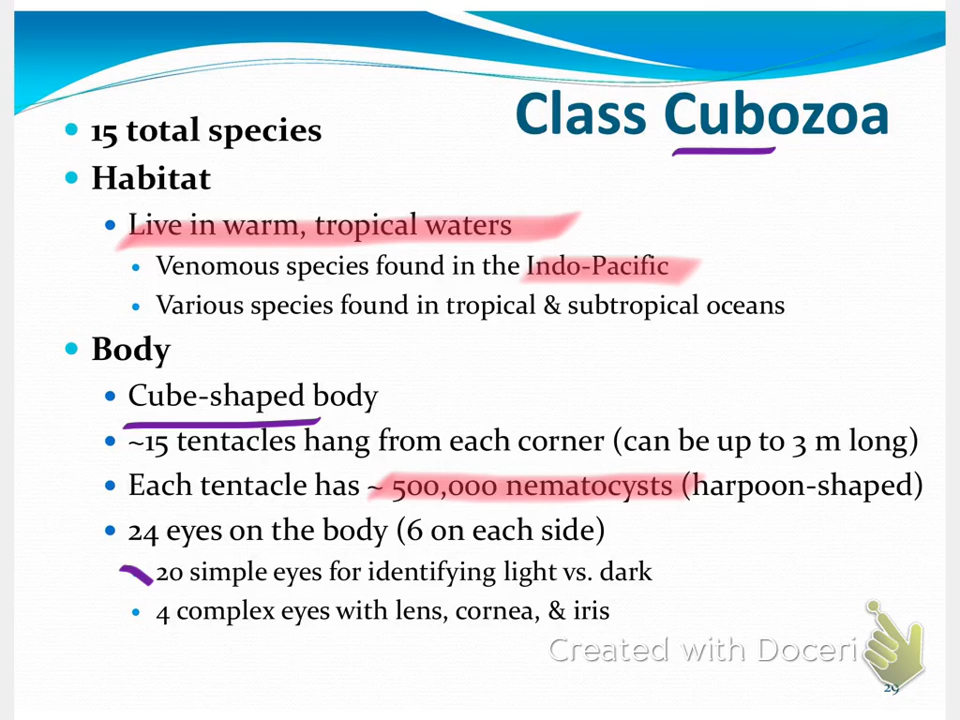 Class Cubozoa
15 total species
Habitat
Live in warm, tropical waters
Venomous species found in the Indo-Pacific
Various species found in tropical & subtropical oceans
Body
Cube-shaped body
~15 tentacles hang from each corner (can be up to 3 m long)
Each tentacle has ~ 500,000 nematocysts (harpoon-shaped)
24 eyes on the body (6 on each side)
20 simple eyes for identifying light vs. dark
4 complex eyes with lens, cornea, & iris
Created with Doceri
29